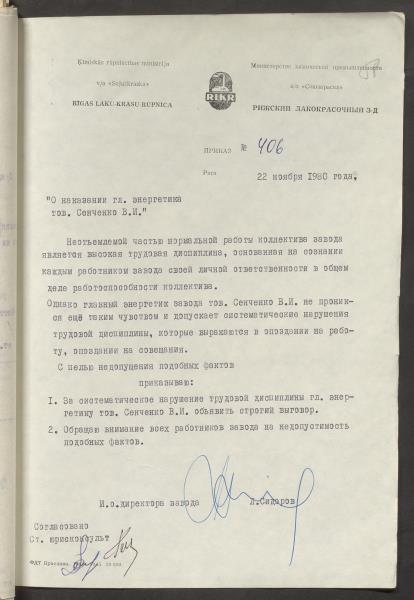 Ķīmiskās rūpniecības ministrija
v/a «Sojuzkraska»
RĪGAS LAKU-KRĀSU RŪPNĪCA
RIKR
Министерство химической промышленности
в/о «Союзкраска»
РИЖСКИЙ ЛАКОКРАСОЧНЫЙ З-Д
ПРИКАЗ № 406
Рига
22 ноября 1980 года.
"О наказании гл. энергетика
тов. Сенченко В.И."
Неотъемлемой частью нормальной работы коллектива завода
является высокая трудовая дисциплина, основанная на сознании
каждым работником завода своей личной ответственности в общем
деле работоспособности коллектива.
Однако главный энергетик завода тов. Сенченко В.И. не проник-
ся ещё таким чувством и допускает систематические нарушения
трудовой дисциплины, которые выражаются в опоздании на рабо-
ту, опоздании на совещания.
С целью недопущения подобных фактов
приказываю:
1. За систематическое нарушение трудовой дисциплины гл. энер-
гетику тов. Сенченко В.И. объявить строгий выговор.
2. Обращаю внимание всех работников завода на недопустимость
подобных фактов.
И.о.директора завода Л.Сидоров
Согласовано
Ст. юрисконсульт